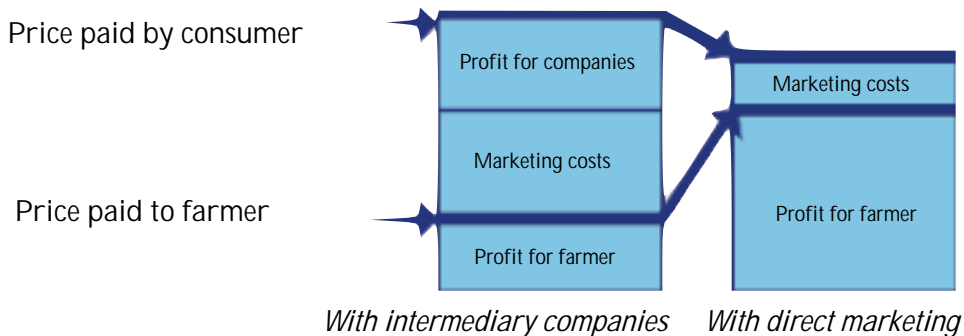 Price paid by consumer
Profit for companies
Marketing costs
Marketing costs
Price paid to farmer
Profit for farmer
Profit for farmer
With intermediary companies
With direct marketing